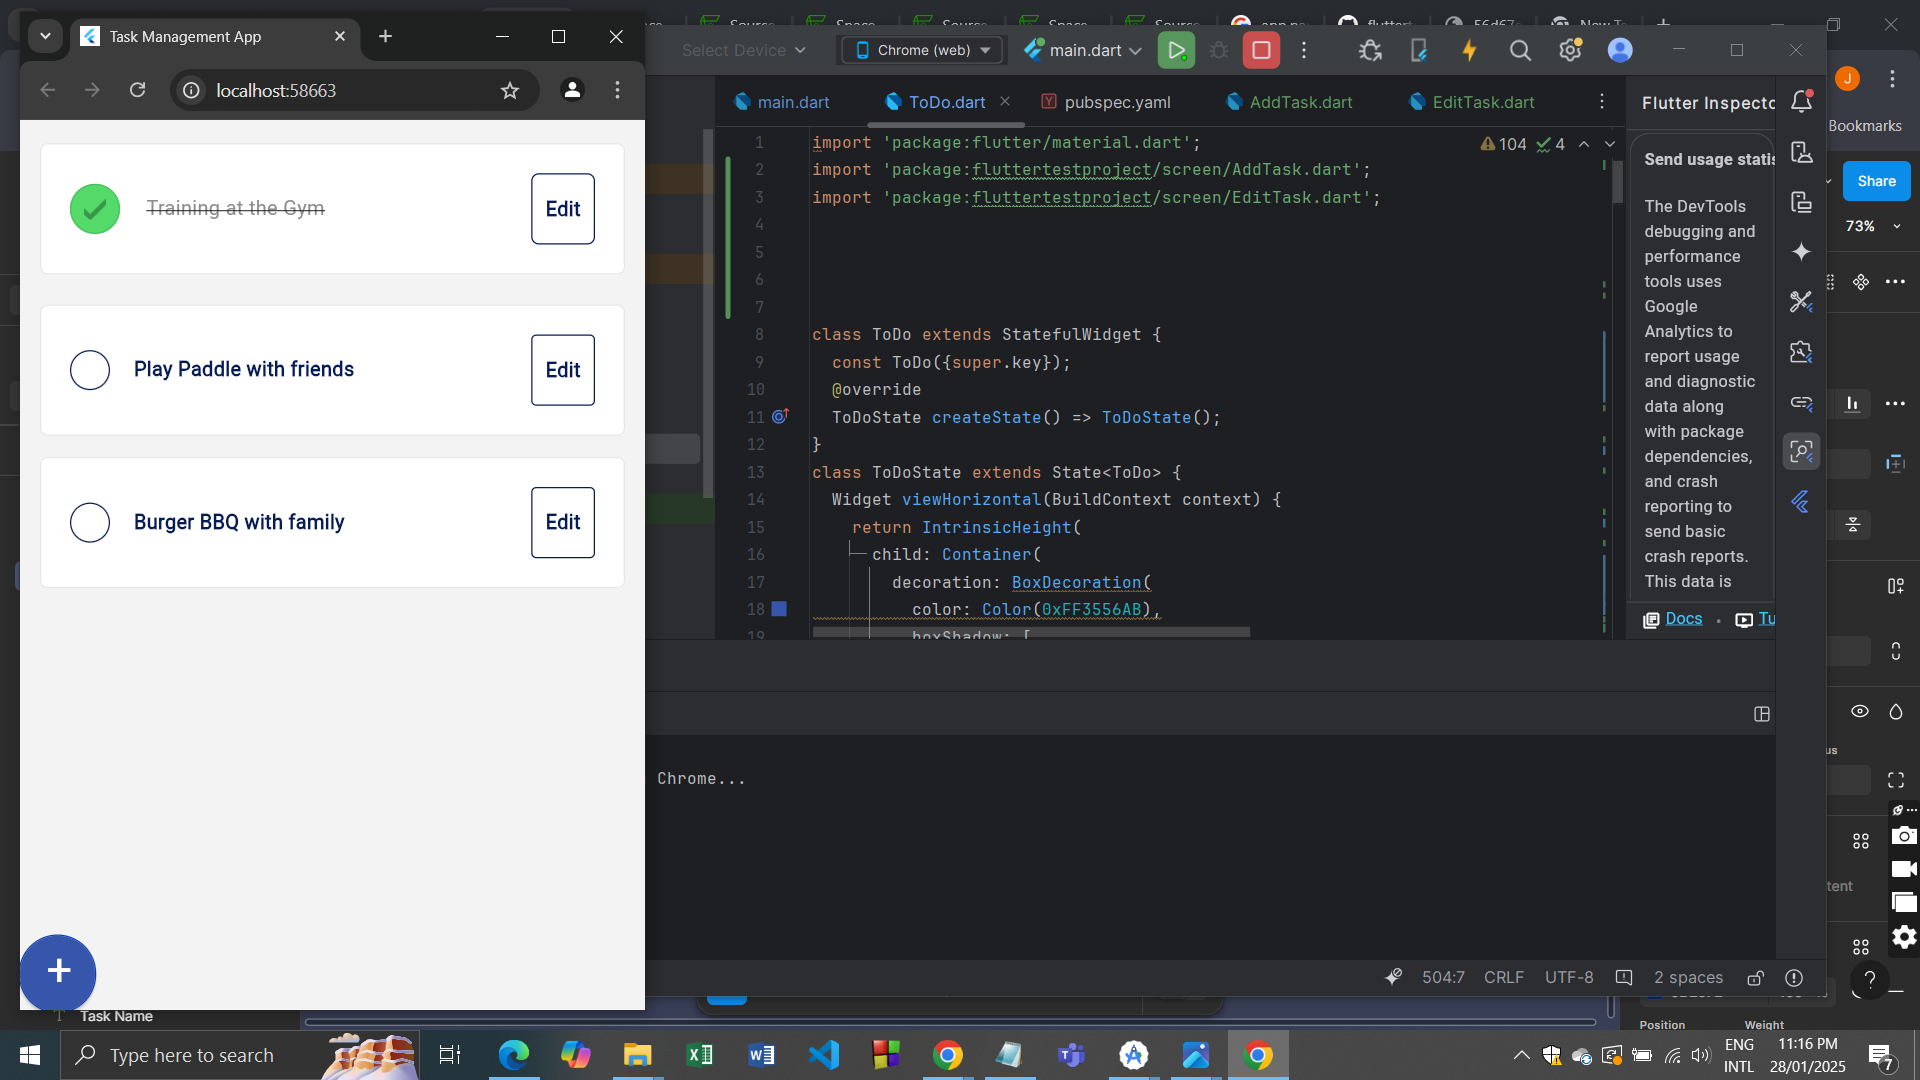 Task Management App
localhost:58663
Training at the Gym
Edit
Play Paddle with friends
Edit
Burger BBQ with family
Edit
+
Task Name
Source
Space
Source
Space
Source
Select Device
Chrome (web)
main.dart
main.dart
ToDo.dart
pubspec.yaml
AddTask.dart
EditTask.dart
104
4
1 import 'package:flutter/material.dart';
2 import 'package:fluttertestproject/screen/AddTask.dart';
3 import 'package:fluttertestproject/screen/EditTask.dart';
4
5
6
7
8 class ToDo extends StatefulWidget {
9 const ToDo({super.key});
10 @override
11 ToDoState createState() => ToDoState();
12 }
13 class ToDoState extends State<ToDo> {
14 Widget viewHorizontal(BuildContext context) {
15 return IntrinsicHeight(
16 child: Container(
17 decoration: BoxDecoration(
18 color: Color(0xFF3556AB),
19 boxShadow: [
Flutter Inspecto
Send usage statis
The DevTools
debugging and
performance
tools uses
Google
Analytics to
report usage
and diagnostic
data along
with package
dependencies,
and crash
reporting to
send basic
crash reports.
This data is
Docs
Tu
Chrome...
504:7
CRLF
UTF-8
2 spaces
J
Bookmarks
Share
73%
us
tent
Position
Weight
Type here to search
ENG
INTL
11:16 PM
28/01/2025
7